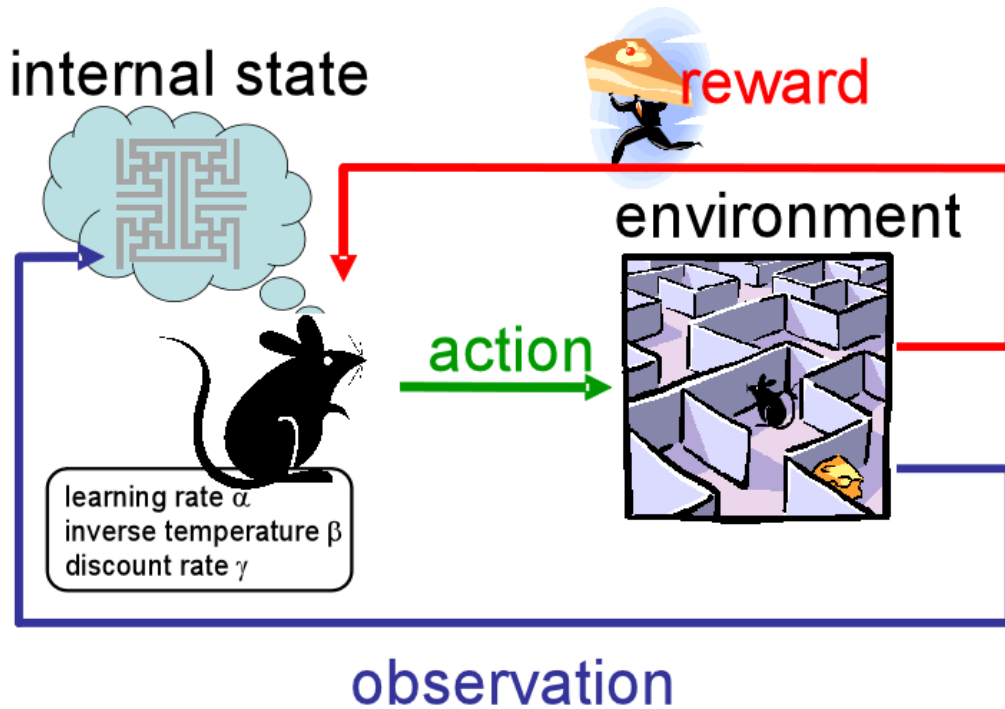 internal state
reward
environment
action
learning rate α
inverse temperature β
discount rate γ
observation